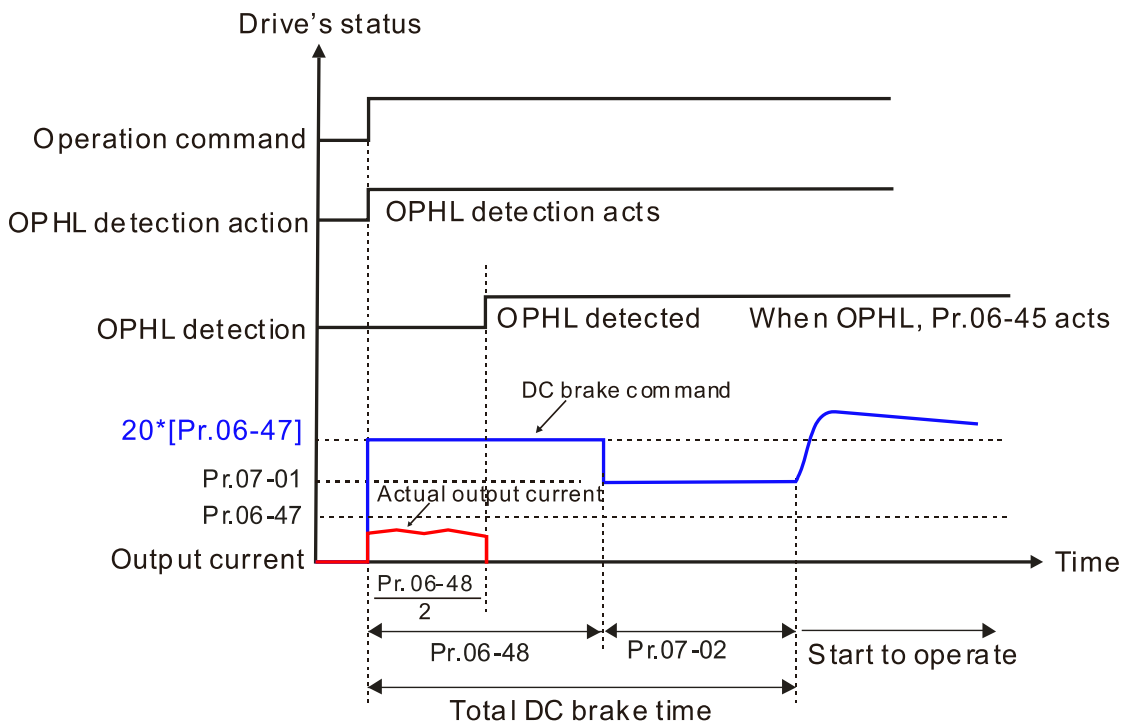 Drive's status
Operation command
OPHL detection action
OPHL detection acts
OPHL detection
OPHL detected
When OPHL, Pr.06-45 acts
DC brake command
20*[Pr.06-47]
Pr.07-01
Actual output current
Pr.06-47
Output current
Time
Pr. 06-48
2
Pr.06-48
Pr.07-02
Start to operate
Total DC brake time